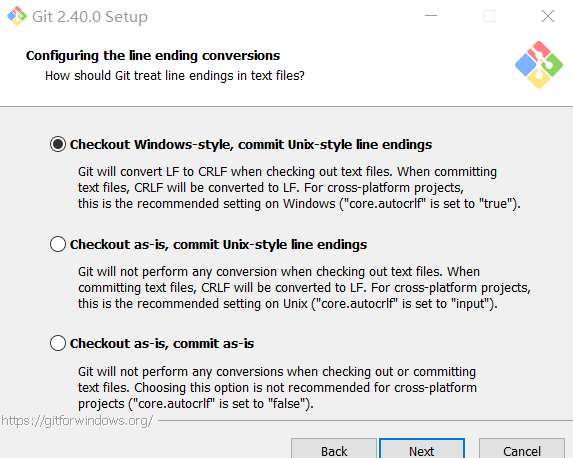 Git 2.40.0 Setup
Configuring the line ending conversions
How should Git treat line endings in text files?
Checkout Windows-style, commit Unix-style line endings
Git will convert LF to CRLF when checking out text files. When committing
text files, CRLF will be converted to LF. For cross-platform projects,
this is the recommended setting on Windows ("core.autocrlf" is set to "true").
Checkout as-is, commit Unix-style line endings
Git will not perform any conversion when checking out text files. When
committing text files, CRLF will be converted to LF. For cross-platform projects,
this is the recommended setting on Unix ("core.autocrlf" is set to "input").
Checkout as-is, commit as-is
Git will not perform any conversions when checking out or committing
text files. Choosing this option is not recommended for cross-platform
projects ("core.autocrlf" is set to "false").
https://gitforwindows.org/
Back Next Cancel